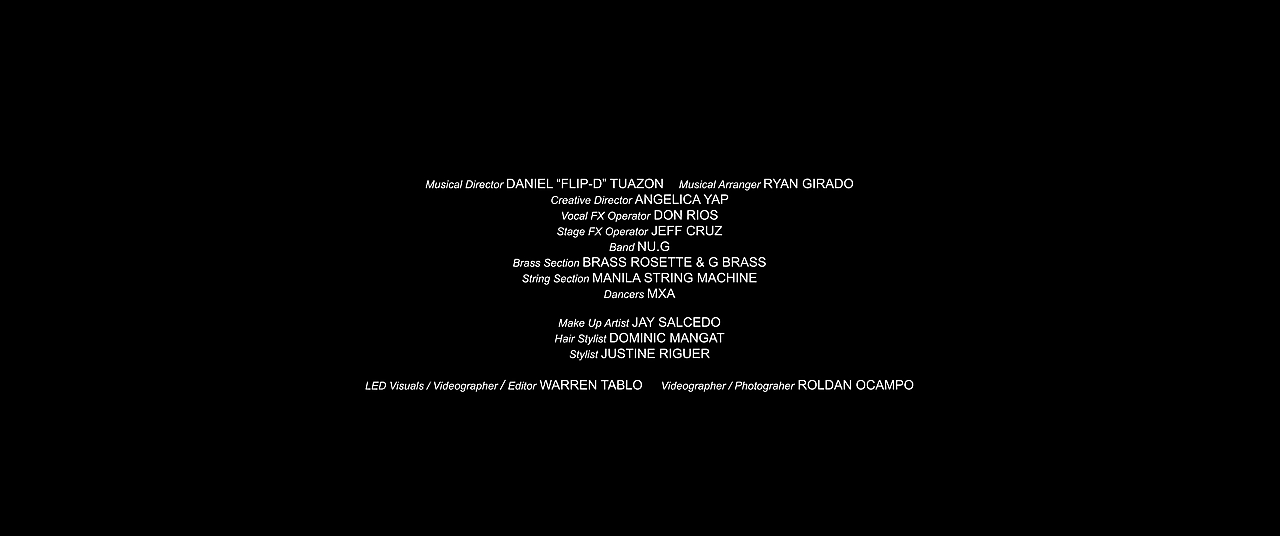 Musical Director DANIEL “FLIP-D” TUAZON Musical Arranger RYAN GIRADO
Creative Director ANGELICA YAP
Vocal FX Operator DON RIOS
Stage FX Operator JEFF CRUZ
Band NU.G
Brass Section BRASS ROSETTE & G BRASS
String Section MANILA STRING MACHINE
Dancers MXA
Make Up Artist JAY SALCEDO
Hair Stylist DOMINIC MANGAT
Stylist JUSTINE RIGUER
LED Visuals / Videographer / Editor WARREN TABLO Videographer / Photograher ROLDAN OCAMPO